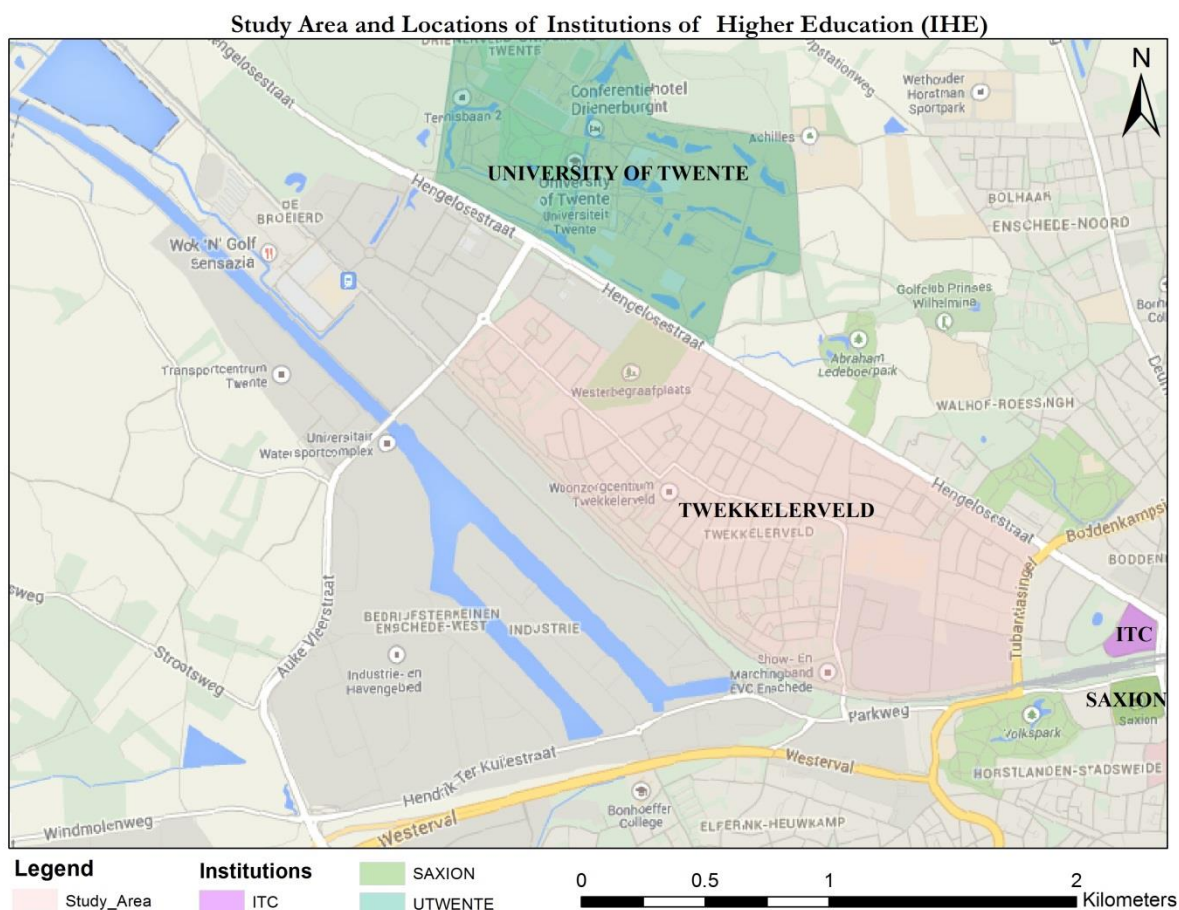 Study Area and Locations of Institutions of Higher Education (IHE)
N
UNIVERSITY OF TWENTE
TWENTE
Conferentiehotel
Drienerburght
Tennisbaan 2
Achilles
Wethouder
Horstman
Sportpark
University
of Twente
Universiteit
Twente
BOLHAAR
ENSCHEDE-NOORD
Hengelosestraat
Hengelosestraat
Hengelosestraat
Hengelosestraat
DE
BROEIERD
Wok 'N' Golf
Sensazia
Golfclub Prinses
Wilhelmina
Abraham
Ledeboerpark
Transportcentrum
Twente
Westerbegraafplaats
WALHOF-ROESSINGH
Universitair
Watersportcomplex
Woonzorgcentrum
Twekkelerveld
TWEKKELERVELD
TWEKKELERVELD
ITC
Tubantiasingel
Auke Vleerstraat
BEDRIJFSTERREINEN
ENSCHEDE-WEST
INDUSTRIE
Industrie- en
Havengebied
Strootsweg
Show- En
Marchingband
EVC Enschede
SAXION
Saxion
Parkweg
Volkspark
Westerval
HORSTLANDEN-STADSWEIDE
Hendrik Ter Kuilestraat
Windmolenweg
Westerval
Bonhoeffer
College
ELFERINK-HEUWKAMP
Legend
Study_Area
Institutions
ITC
SAXION
UTWENTE
0 0.5 1 2
Kilometers